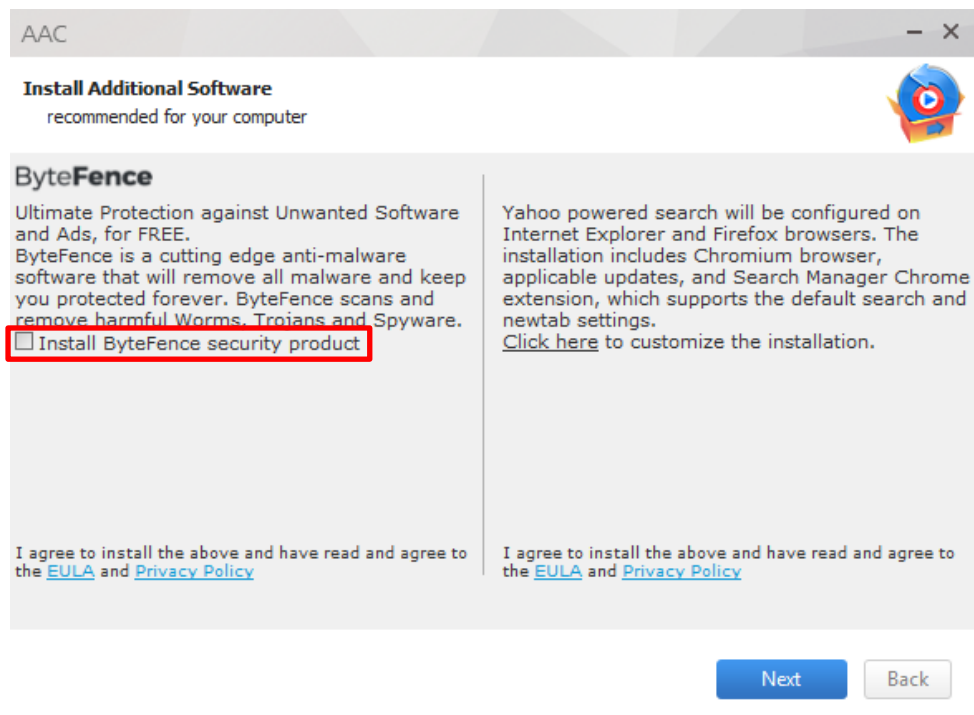 AAC
Install Additional Software
recommended for your computer
ByteFence
Ultimate Protection against Unwanted Software
and Ads, for FREE.
ByteFence is a cutting edge anti-malware
software that will remove all malware and keep
you protected forever. ByteFence scans and
remove harmful Worms, Trojans and Spyware.
Install ByteFence security product
I agree to install the above and have read and agree to
the EULA and Privacy Policy
Yahoo powered search will be configured on
Internet Explorer and Firefox browsers. The
installation includes Chromium browser,
applicable updates, and Search Manager Chrome
extension, which supports the default search and
newtab settings.
Click here to customize the installation.
I agree to install the above and have read and agree to
the EULA and Privacy Policy
Next
Back